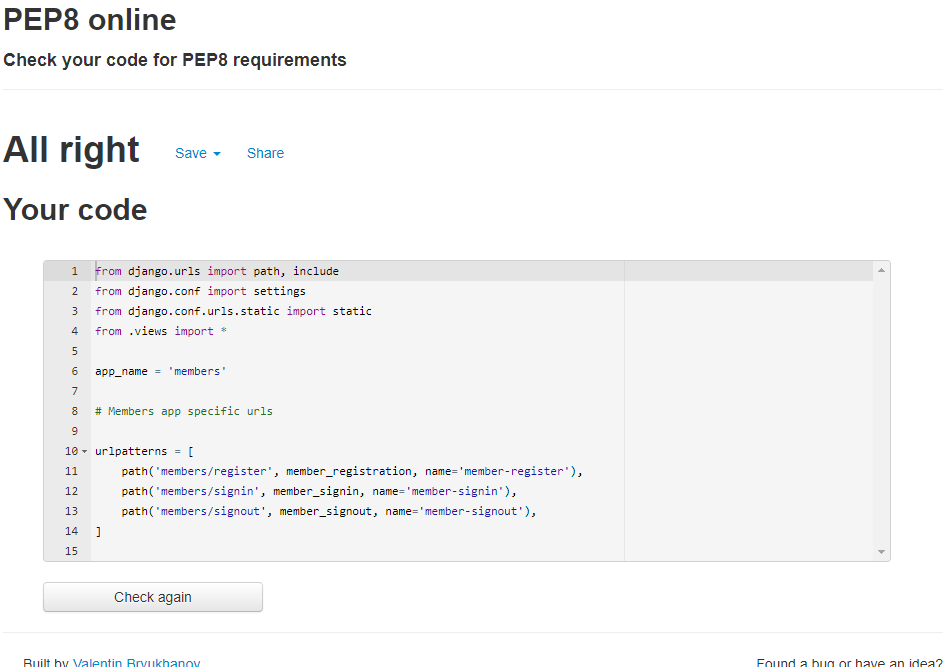 PEP8 online
Check your code for PEP8 requirements
All right Save Share
Your code
1 from django.urls import path, include
2 from django.conf import settings
3 from django.conf.urls.static import static
4 from .views import *
5
6 app_name = 'members'
7
8 # Members app specific urls
9
10 urlpatterns = [
11     path('members/register', member_registration, name='member-register'),
12     path('members/signin', member_signin, name='member-signin'),
13     path('members/signout', member_signout, name='member-signout'),
14 ]
15
Check again
Built by Valentin Bryukhanov Found a bug or have an idea?